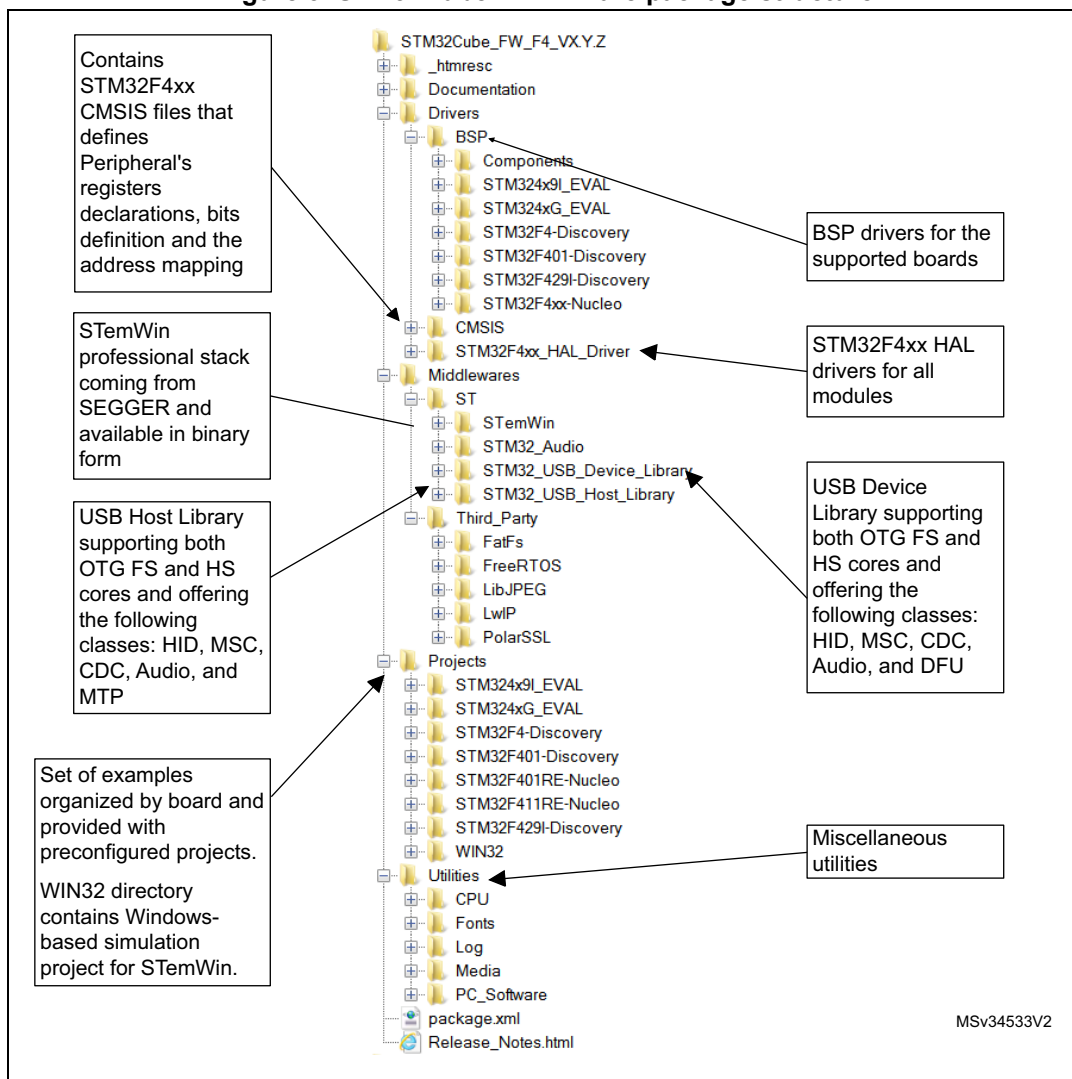 STM32Cube_FW_F4_VX.Y.Z
_htmresc
Documentation
Drivers
BSP
Components
STM324x9I_EVAL
STM324xG_EVAL
STM32F4-Discovery
STM32F401-Discovery
STM32F429I-Discovery
STM32F4xx-Nucleo
CMSIS
STM32F4xx_HAL_Driver
Middlewares
ST
STemWin
STM32_Audio
STM32_USB_Device_Library
STM32_USB_Host_Library
Third_Party
FatFs
FreeRTOS
LibJPEG
LwIP
PolarSSL
Projects
STM324x9I_EVAL
STM324xG_EVAL
STM32F4-Discovery
STM32F401-Discovery
STM32F401RE-Nucleo
STM32F411RE-Nucleo
STM32F429I-Discovery
WIN32
Utilities
CPU
Fonts
Log
Media
PC_Software
package.xml
Release_Notes.html
Contains
STM32F4xx
CMSIS files that
defines
Peripheral's
registers
declarations, bits
definition and the
address mapping
STemWin
professional stack
coming from
SEGGER and
available in binary
form
USB Host Library
supporting both
OTG FS and HS
cores and offering
the following
classes: HID, MSC,
CDC, Audio, and
MTP
Set of examples
organized by board and
provided with
preconfigured projects.
WIN32 directory
contains Windows-
based simulation
project for STemWin.
BSP drivers for the
supported boards
STM32F4xx HAL
drivers for all
modules
USB Device
Library supporting
both OTG FS and
HS cores and
offering the
following classes:
HID, MSC, CDC,
Audio, and DFU
Miscellaneous
utilities
MSv34533V2